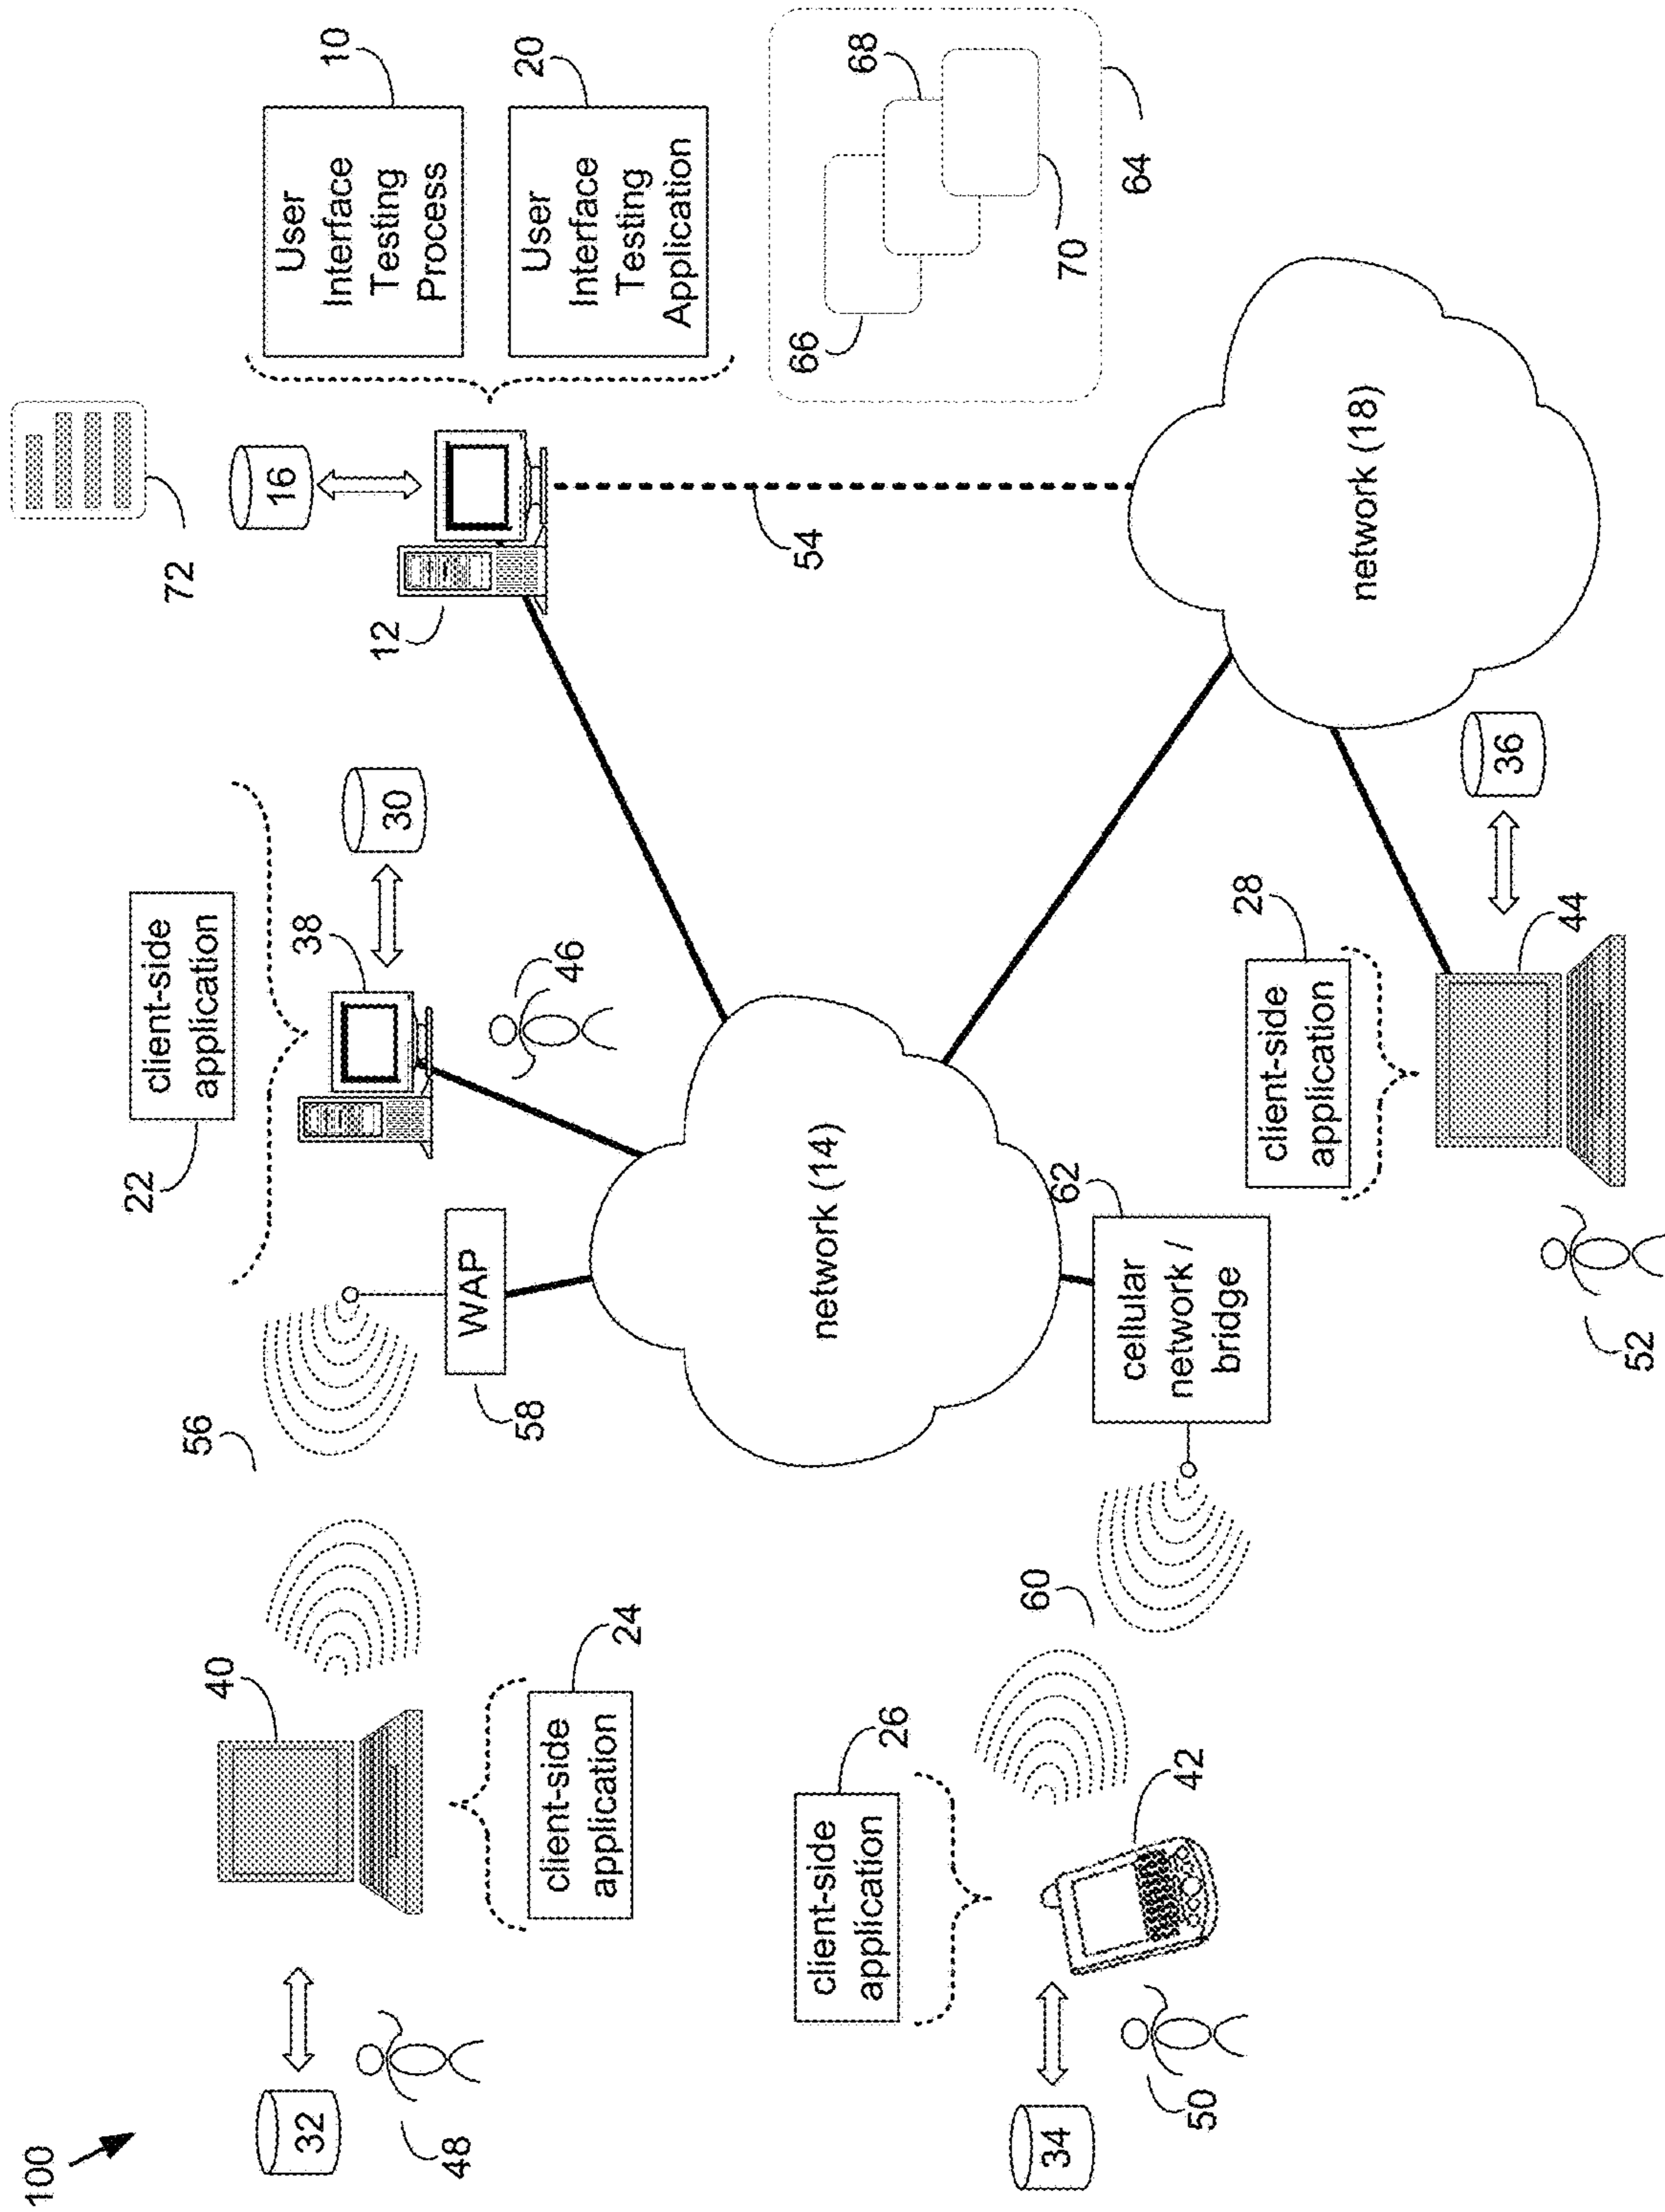 100
32
48
40
client-side
application
24
56
22
client-side
application
38
30
46
WAP
58
72
16
12
User
Interface
Testing
Process
10
User
Interface
Testing
Application
20
34
50
client-side
application
26
42
60
network (14)
62
cellular
network /
bridge
54
66
68
70
64
network (18)
client-side
application
28
36
44
52